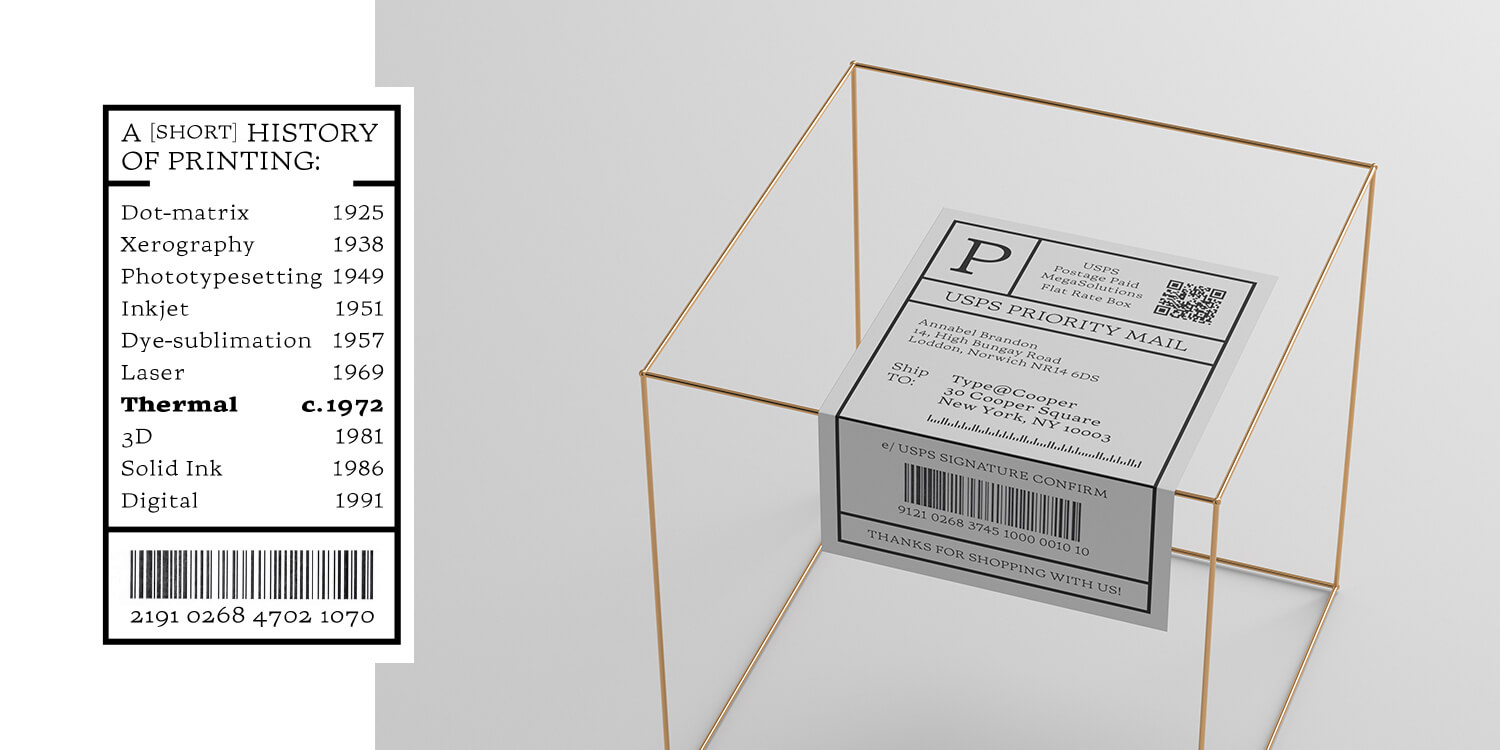 A [SHORT] HISTORY
OF PRINTING:
Dot-matrix 1925
Xerography 1938
Phototypesetting 1949
Inkjet 1951
Dye-sublimation 1957
Laser 1969
Thermal c.1972
3D 1981
Solid Ink 1986
Digital 1991
2191 0268 4702 1070
P
USPS
Postage Paid
MegaSolutions
Flat Rate Box
USPS PRIORITY MAIL
Annabel Brandon
14, High Bungay Road
Loddon, Norwich NR14 6DS
Ship
TO:
Type@Cooper
30 Cooper Square
New York, NY 10003
e/ USPS SIGNATURE CONFIRM
9121 0268 3745 1000 0010 10
THANKS FOR SHOPPING WITH US!